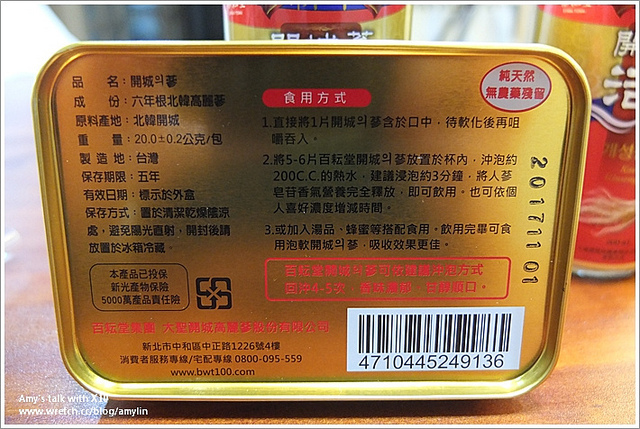 品　　名：開城의蔘
成　　份：六年根北韓高麗蔘
原料產地：北韓開城
重　　量：20.0±0.2公克/包
製 造 地：台灣
保存期限：五年
有效日期：標示於外盒
保存方式：置於清潔乾燥陰涼
處，避免陽光直射，開封後請
放置於冰箱冷藏。
本產品已投保
新光產物保險
5000萬產品責任險
純天然
無農藥殘留
食用方式
1.直接將1片開城의蔘含於口中，待軟化後再咀
嚼吞入。
2.將5-6片百耘堂開城의蔘放置於杯內，沖泡約
200C.C.的熱水，建議浸泡約3分鐘，將人蔘
皂苷香氣營養完全釋放，即可飲用。也可依個
人喜好濃度增減時間。
3.或加入湯品、蜂蜜等搭配食用。飲用完畢可食
用泡軟開城의蔘，吸收效果更佳。
百耘堂開城의蔘可依適量沖泡方式
回沖4-5次，香味濃郁，甘醇順口。
20171101
百耘堂集團 大聖開城高麗蔘股份有限公司
新北市中和區中正路1226號4樓
消費者服務專線/宅配專線 0800-095-559
www.bwt100.com
4710445249136
Amy's talk with X10
www.wretch.cc/blog/amylin